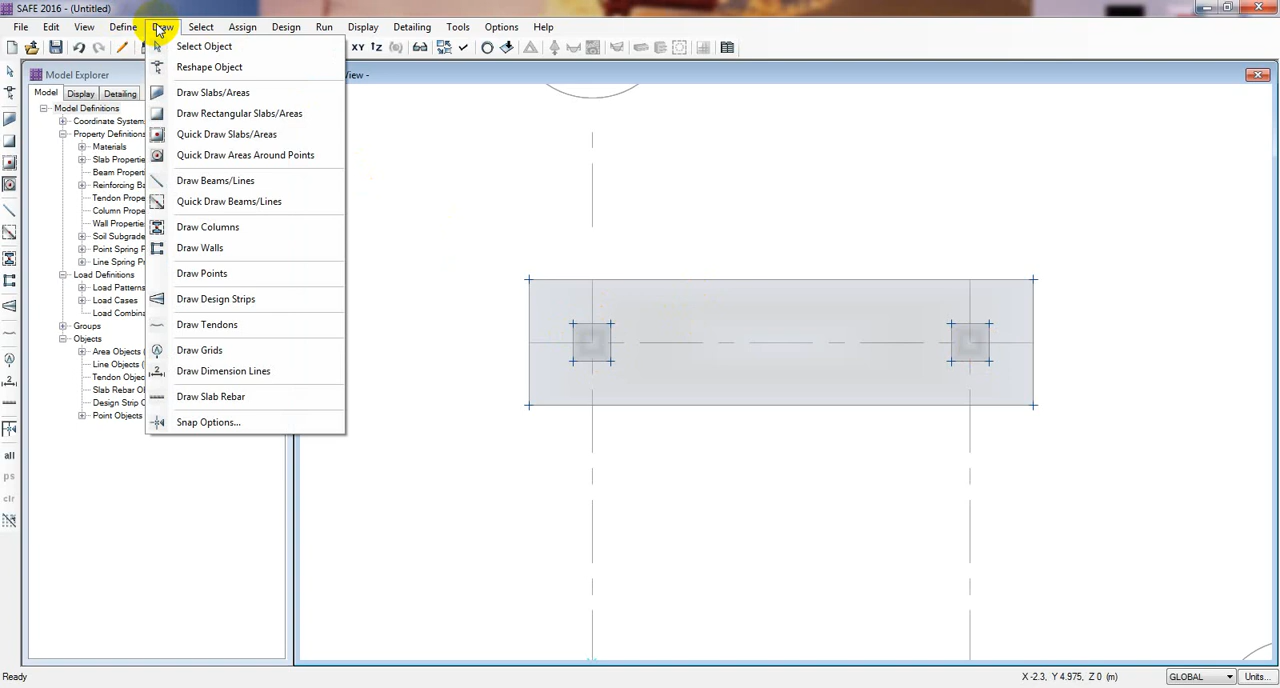 SAFE 2016 - (Untitled)
File Edit View Define Draw Select Assign Design Run Display Detailing Tools Options Help
Model Explorer
View -
Model Display Detailing
Model Definitions
Coordinate System
Property Definitions
Materials
Slab Propertie
Beam Propert
Reinforcing Ba
Tendon Prope
Column Proper
Wall Propertie
Soil Subgrade
Point Spring P
Line Spring P
Load Definitions
Load Patterns
Load Cases
Load Combina
Groups
Objects
Area Objects (
Line Objects (
Tendon Objec
Slab Rebar O
Design Strip O
Point Objects
Select Object
Reshape Object
Draw Slabs/Areas
Draw Rectangular Slabs/Areas
Quick Draw Slabs/Areas
Quick Draw Areas Around Points
Draw Beams/Lines
Quick Draw Beams/Lines
Draw Columns
Draw Walls
Draw Points
Draw Design Strips
Draw Tendons
Draw Grids
Draw Dimension Lines
Draw Slab Rebar
Snap Options...
all
ps
clr
Ready
X -2.3, Y 4.975, Z 0 (m)
GLOBAL
Units...